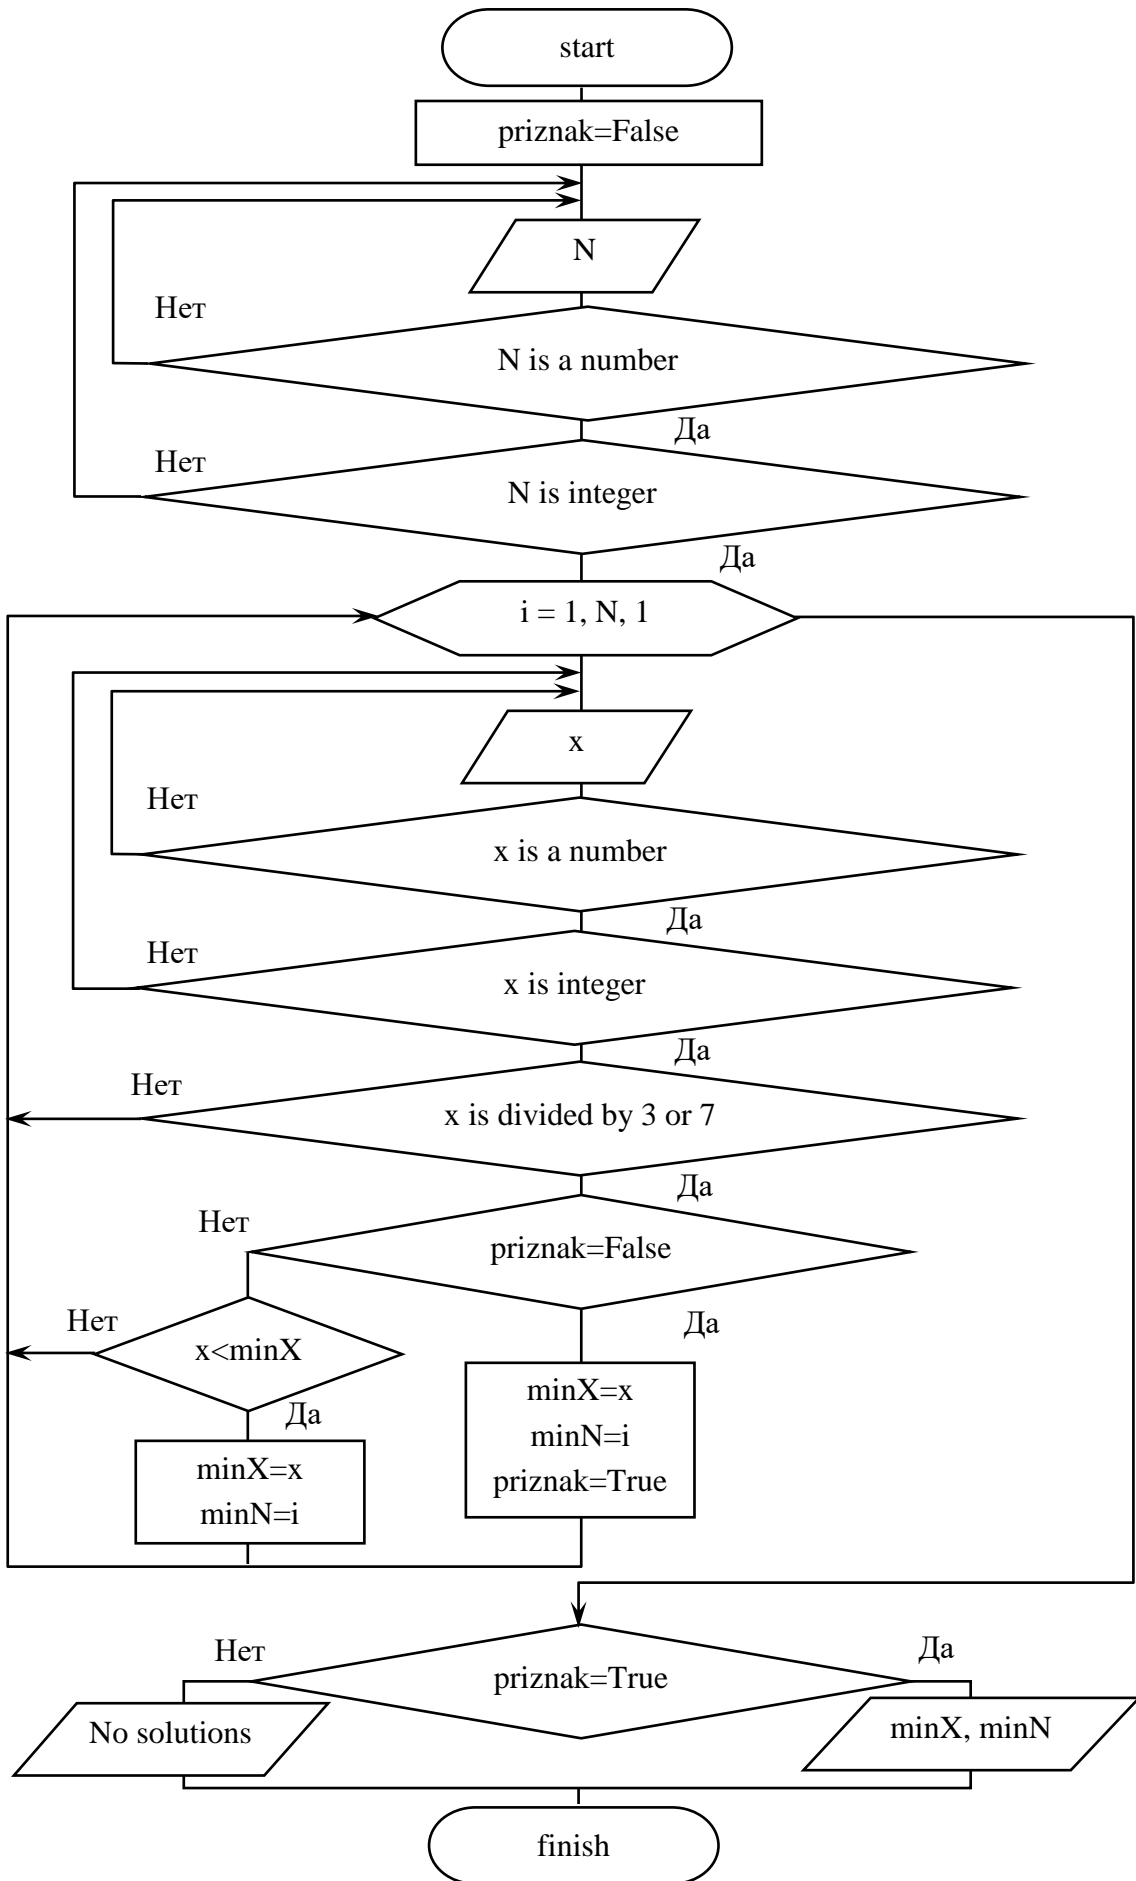 start
priznak=False
N
Нет
N is a number
Да
Нет
N is integer
Да
i = 1, N, 1
x
Нет
x is a number
Да
Нет
x is integer
Да
Нет
x is divided by 3 or 7
Да
Нет
priznak=False
Да
Нет
x<minX
Да
minX=x
minN=i
minX=x
minN=i
priznak=True
Нет
Да
priznak=True
No solutions
minX, minN
finish